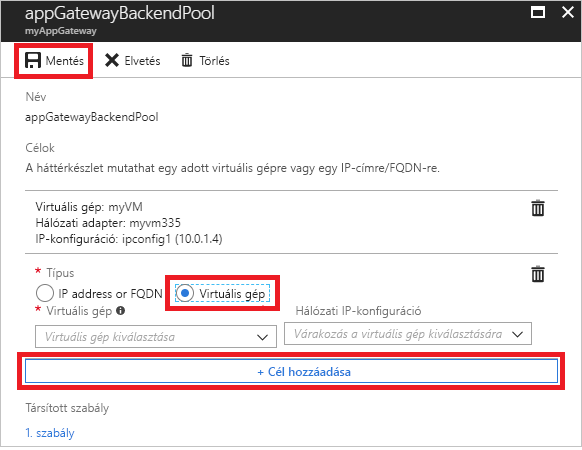 appGatewayBackendPool
myAppGateway
Mentés Elvetés Törlés
Név
appGatewayBackendPool
Célok
A háttérkészlet mutathat egy adott virtuális gépre vagy egy IP-címre/FQDN-re.
Virtuális gép: myVM
Hálózati adapter: myvm335
IP-konfiguráció: ipconfig1 (10.0.1.4)
* Típus
IP address or FQDN Virtuális gép
* Virtuális gép * Hálózati IP-konfiguráció
Virtuális gép kiválasztása Várakozás a virtuális gép kiválasztására
+ Cél hozzáadása
Társított szabály
1. szabály